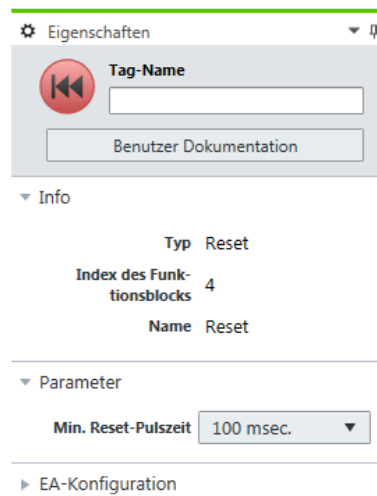 Eigenschaften
Tag-Name
Benutzer Dokumentation
Info
Typ Reset
Index des Funk-
tionsblocks 4
Name Reset
Parameter
Min. Reset-Pulszeit 100 msec.
EA-Konfiguration